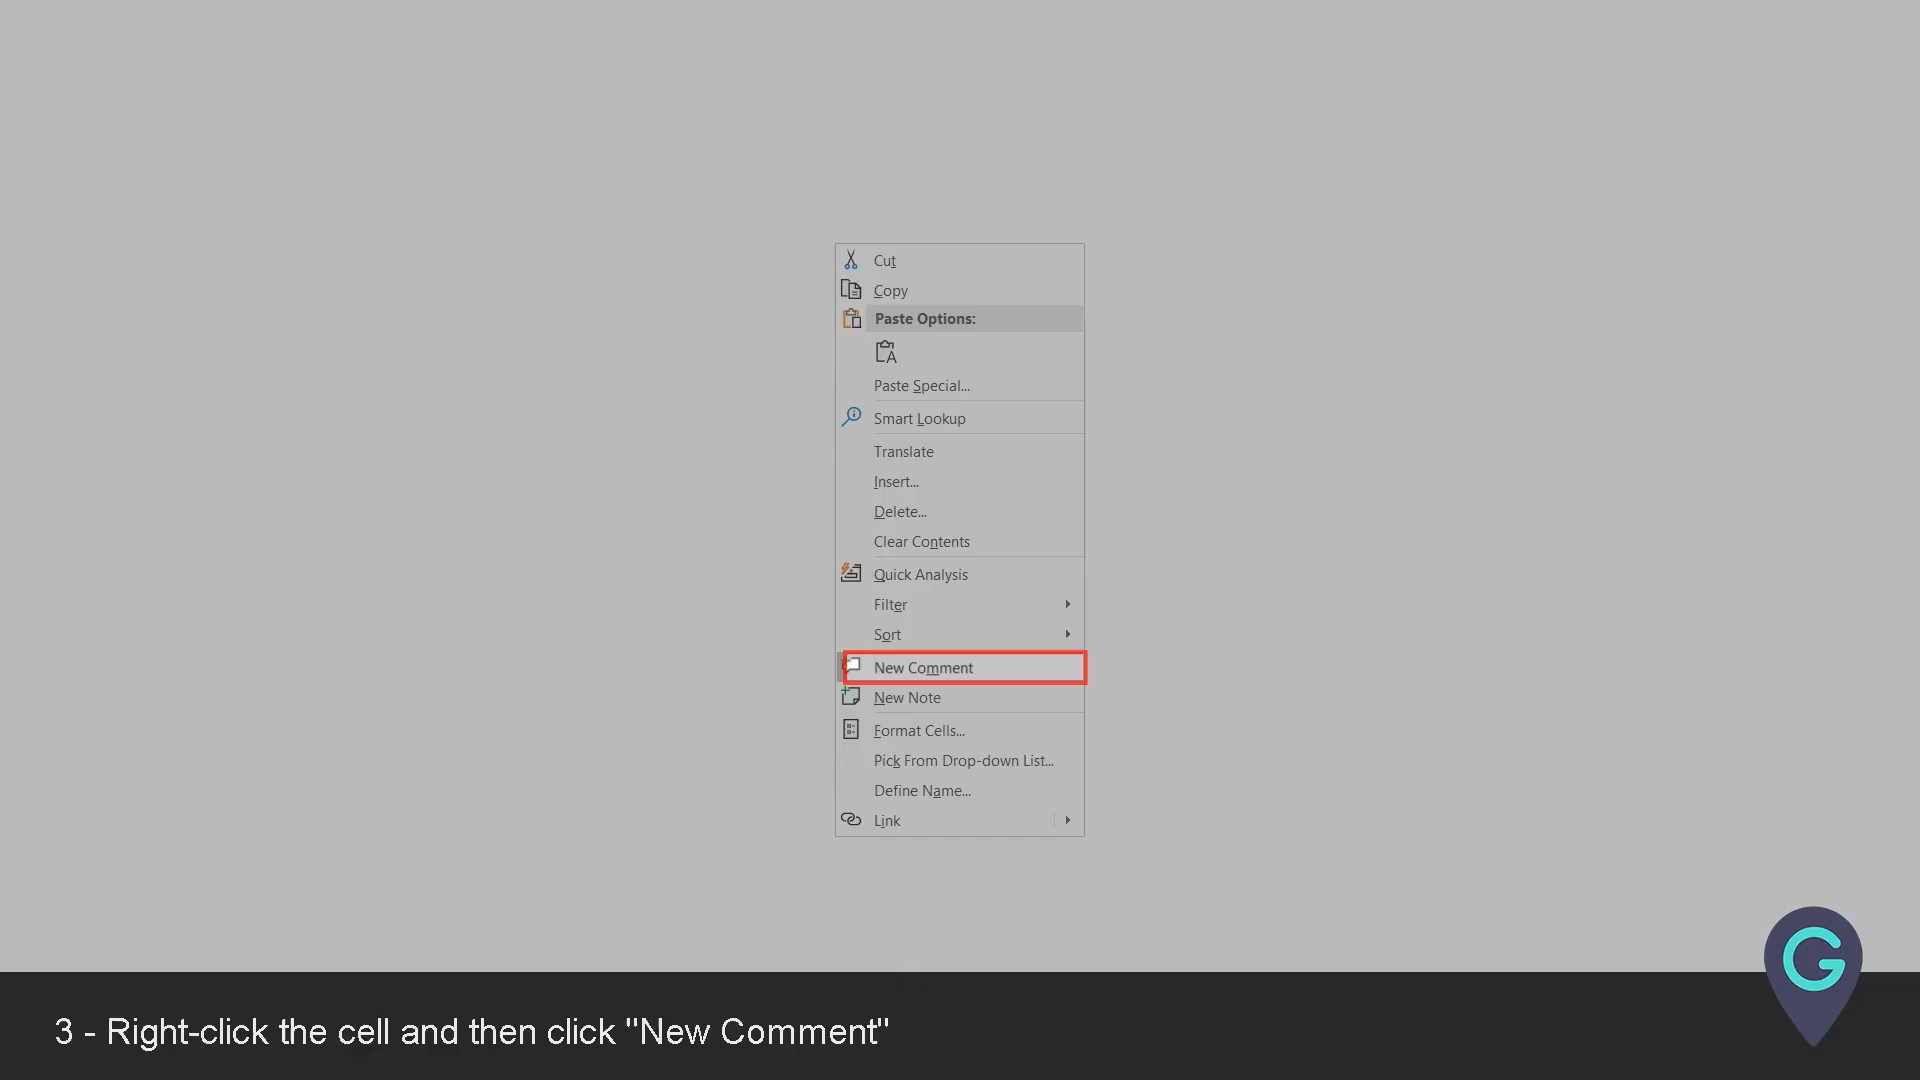 Cut
Copy
Paste Options:
Paste Special...
Smart Lookup
Translate
Insert...
Delete...
Clear Contents
Quick Analysis
Filter
Sort
New Comment
New Note
Format Cells...
Pick From Drop-down List...
Define Name...
Link
3 - Right-click the cell and then click "New Comment"
G